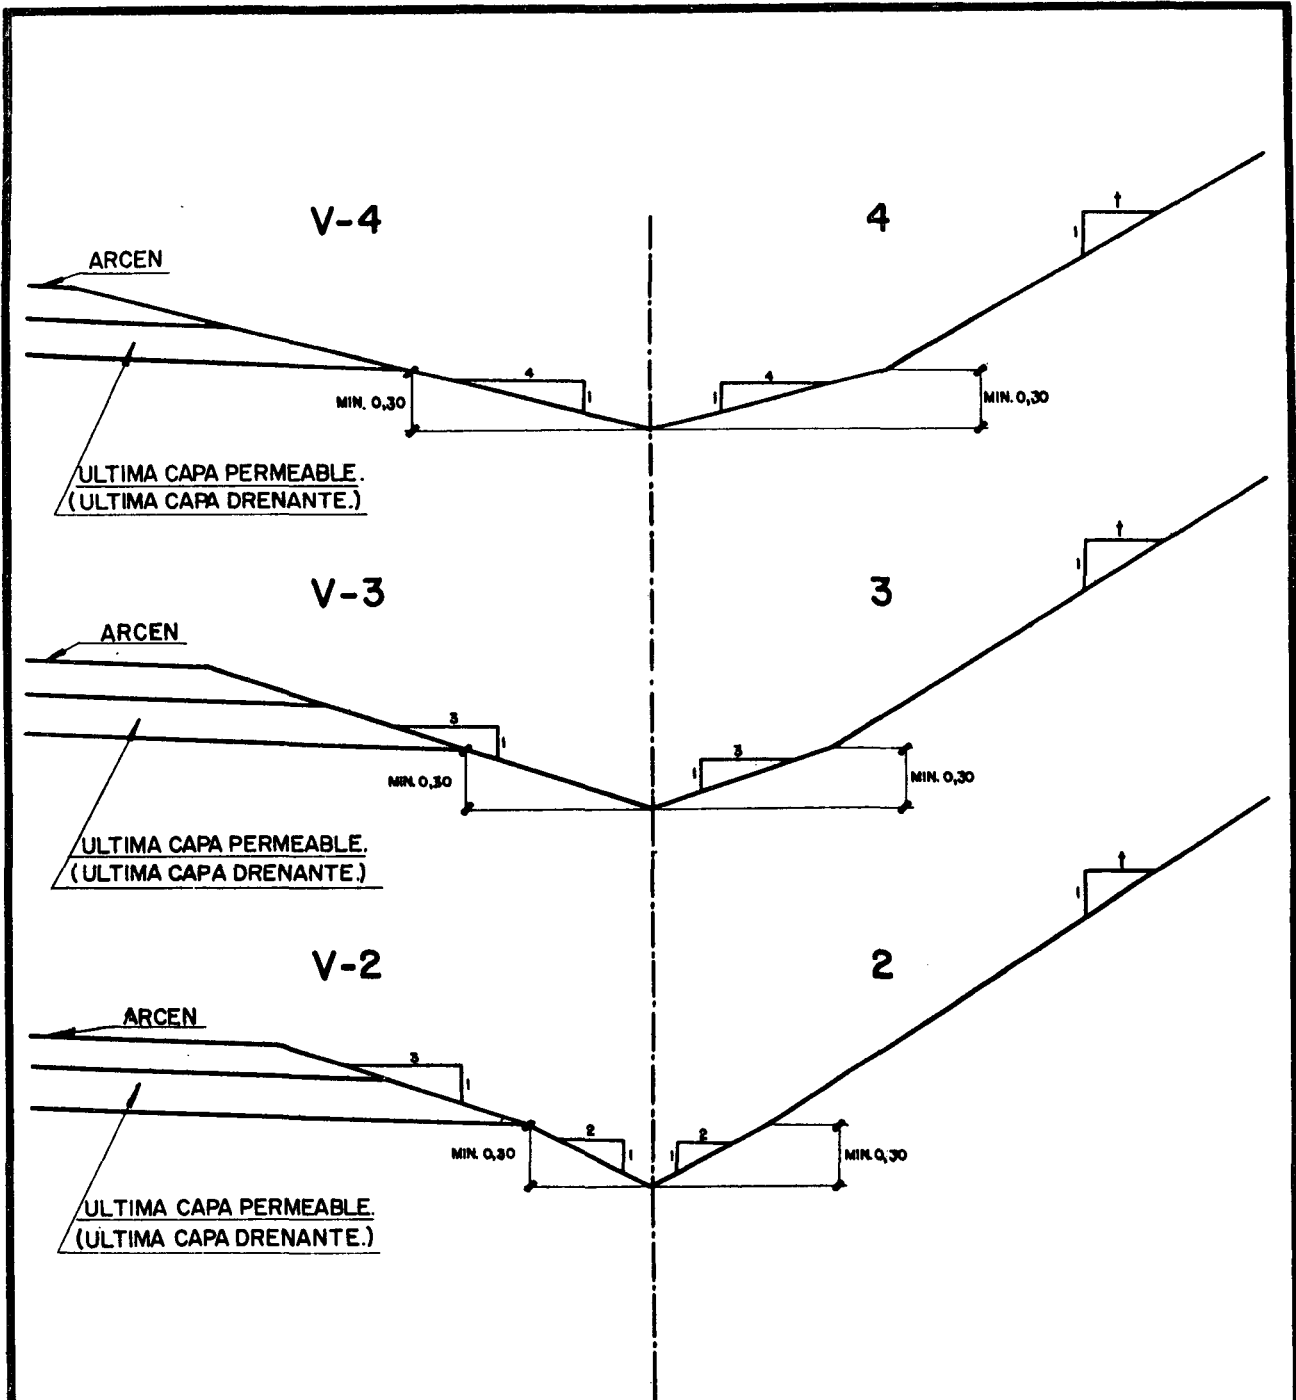 V-4
4
t
1
ARCEN
4
1
MIN. 0,30
4
1
MIN. 0,30
ULTIMA CAPA PERMEABLE.
(ULTIMA CAPA DRENANTE.)
V-3
3
t
1
ARCEN
3
1
MIN. 0,30
3
1
MIN. 0,30
ULTIMA CAPA PERMEABLE.
(ULTIMA CAPA DRENANTE.)
V-2
2
t
1
ARCEN
3
1
2
1
MIN. 0,30
2
1
MIN. 0,30
ULTIMA CAPA PERMEABLE.
(ULTIMA CAPA DRENANTE.)